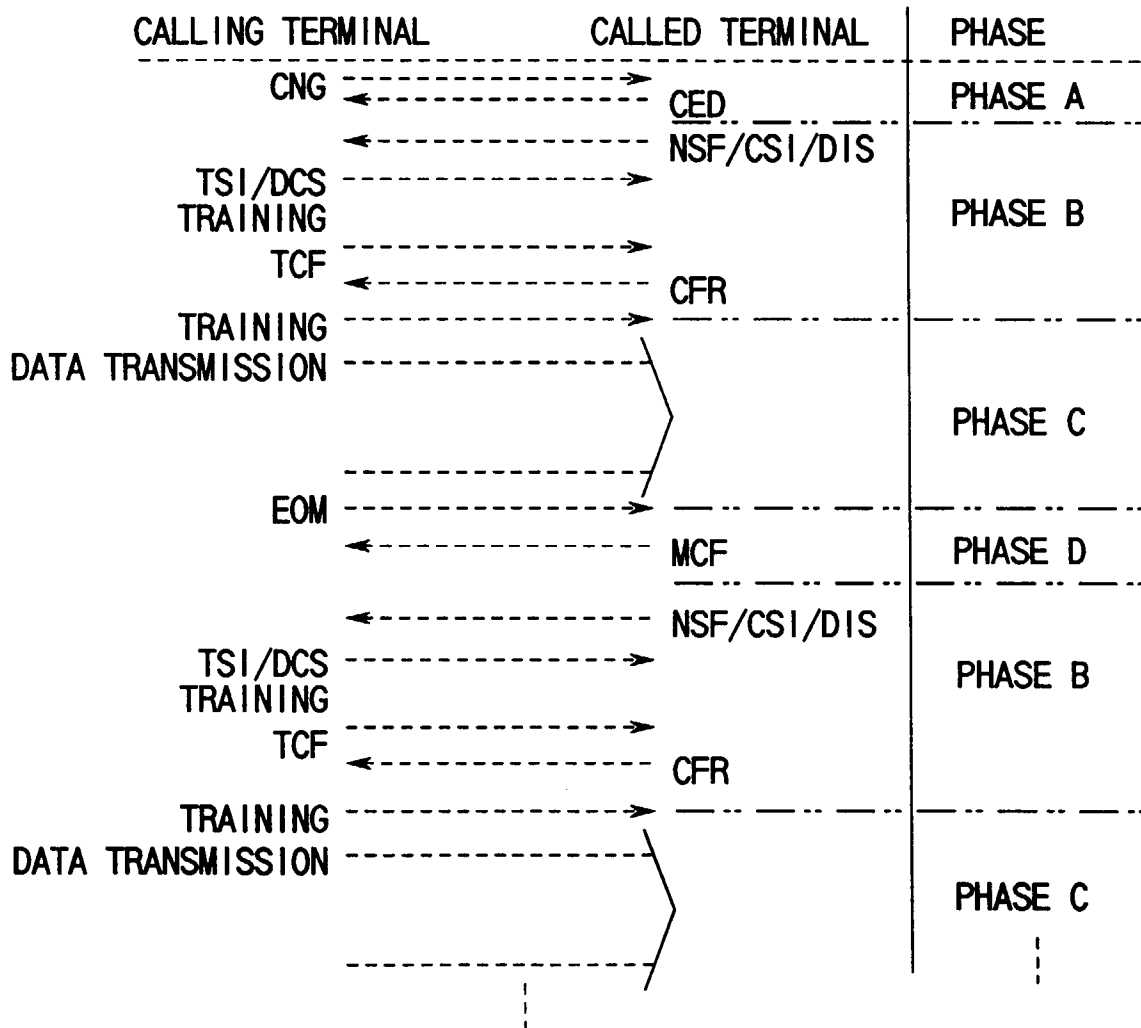 CALLING TERMINAL CALLED TERMINAL PHASE
CNG
CED
PHASE A
NSF/CSI/DIS
TSI/DCS
TRAINING
PHASE B
TCF
CFR
TRAINING
DATA TRANSMISSION
PHASE C
EOM
MCF
PHASE D
NSF/CSI/DIS
TSI/DCS
TRAINING
PHASE B
TCF
CFR
TRAINING
DATA TRANSMISSION
PHASE C